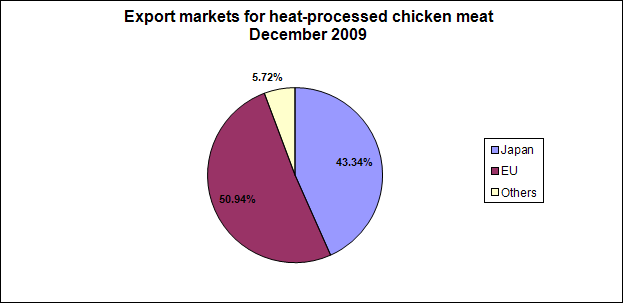 Export markets for heat-processed chicken meat
December 2009
5.72%
43.34%
50.94%
Japan
EU
Others